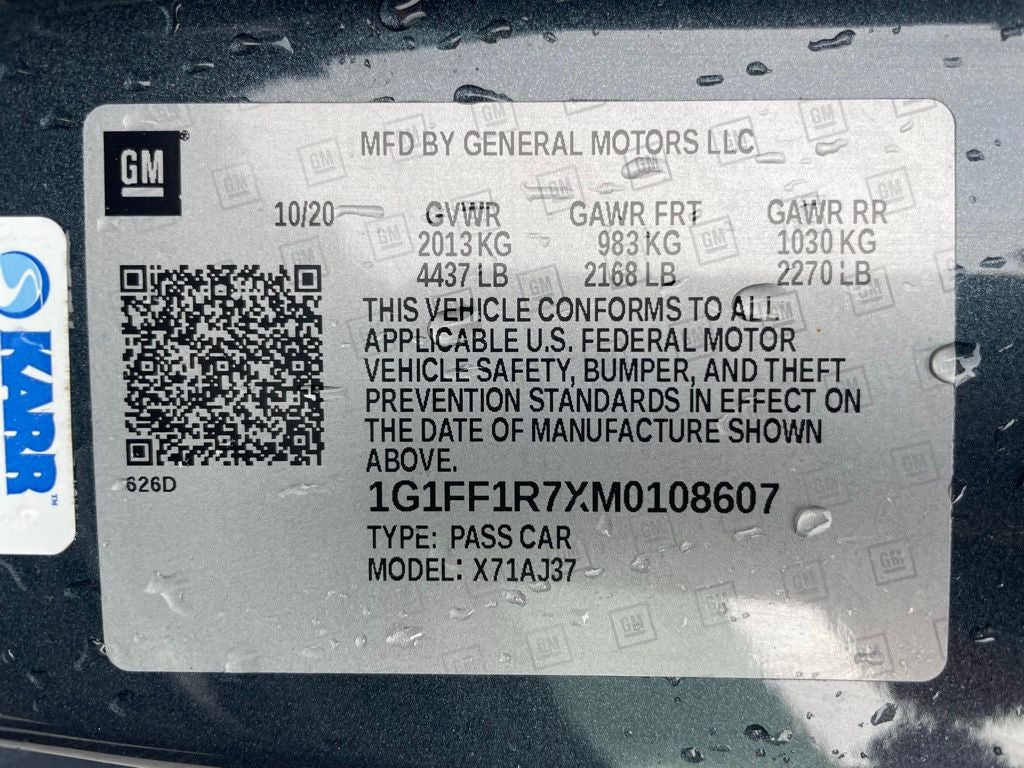 GM
MFD BY GENERAL MOTORS LLC
10/20 GVWR GAWR FRT GAWR RR
2013 KG 983 KG 1030 KG
4437 LB 2168 LB 2270 LB
THIS VEHICLE CONFORMS TO ALL
APPLICABLE U.S. FEDERAL MOTOR
VEHICLE SAFETY, BUMPER, AND THEFT
PREVENTION STANDARDS IN EFFECT ON
THE DATE OF MANUFACTURE SHOWN
ABOVE.
626D
1G1FF1R7XM0108607
TYPE: PASS CAR
MODEL: X71AJ37
KARR™